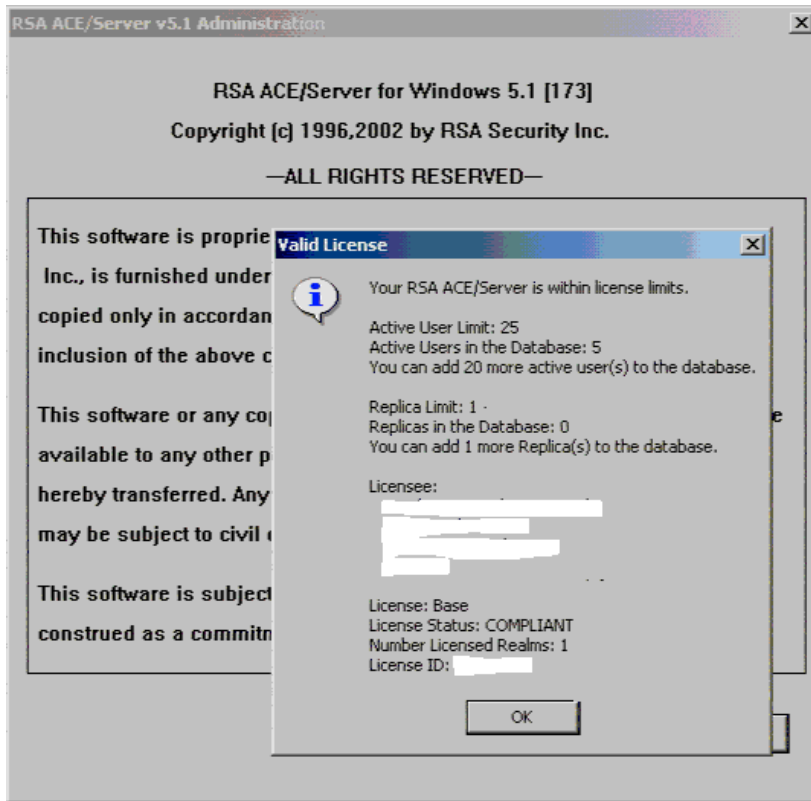 RSA ACE/Server v5.1 Administration
RSA ACE/Server for Windows 5.1 [173]
Copyright (c) 1996,2002 by RSA Security Inc.
—ALL RIGHTS RESERVED—
This software is proprie
Inc., is furnished under
copied only in accordan
inclusion of the above c
This software or any cop e
available to any other p
hereby transferred. Any
may be subject to civil
This software is subject
construed as a commitm
Valid License
Your RSA ACE/Server is within license limits.
Active User Limit: 25
Active Users in the Database: 5
You can add 20 more active user(s) to the database.
Replica Limit: 1
Replicas in the Database: 0
You can add 1 more Replica(s) to the database.
Licensee:
License: Base
License Status: COMPLIANT
Number Licensed Realms: 1
License ID:
OK